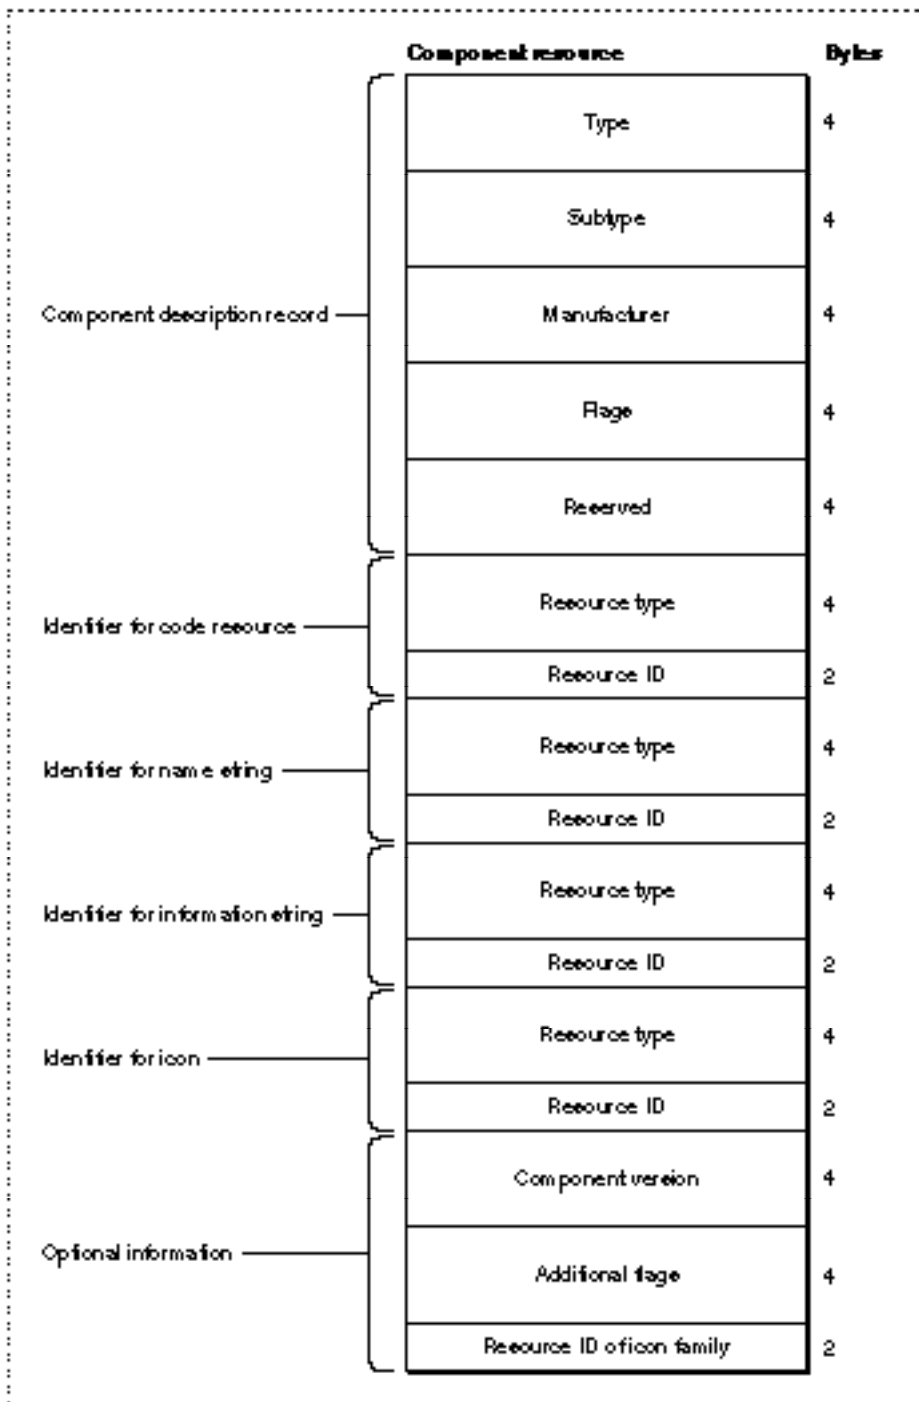 Component resource Bytes
Type 4
Subtype 4
Component description record Manufacturer 4
Flags 4
Reserved 4
Resource type 4
Identifier for code resource
Resource ID 2
Resource type 4
Identifier for name string
Resource ID 2
Resource type 4
Identifier for information string
Resource ID 2
Resource type 4
Identifier for icon
Resource ID 2
Component version 4
Optional information
Additional flags 4
Resource ID of icon family 2